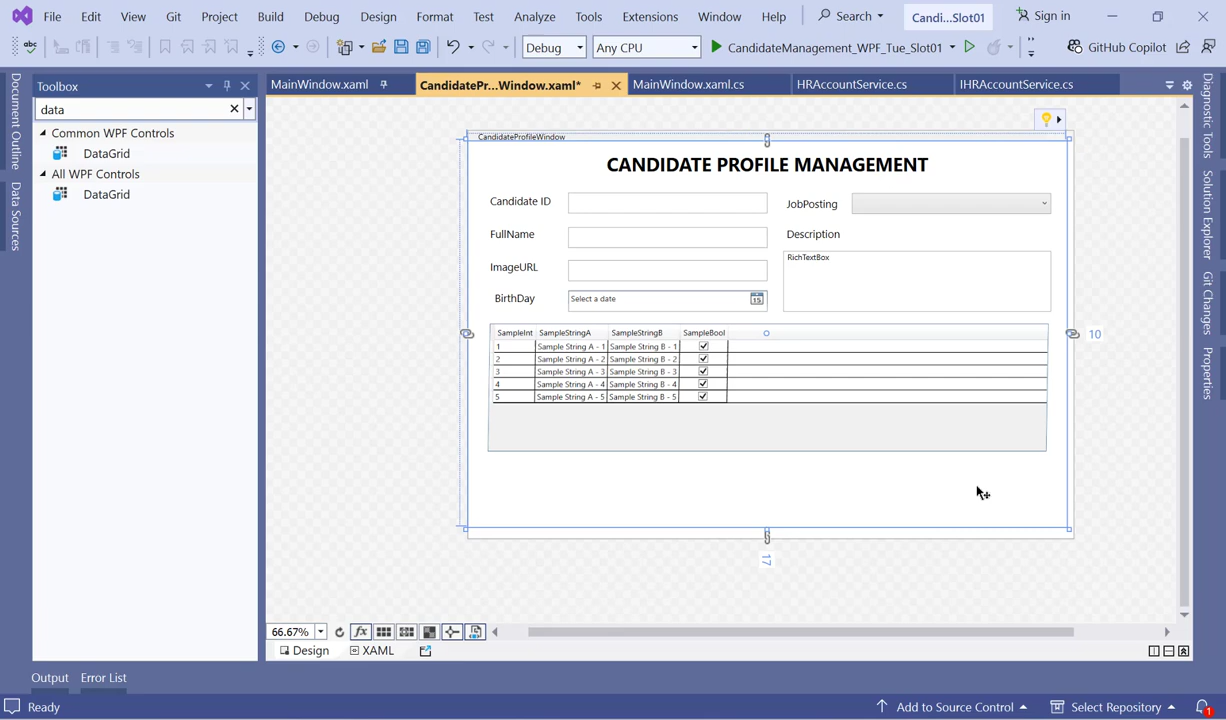 File Edit View Git Project Build Debug Design Format Test Analyze Tools Extensions Window Help Search Candi...Slot01 Sign in
Debug Any CPU CandidateManagement_WPF_Tue_Slot01 GitHub Copilot
Toolbox
MainWindow.xaml CandidatePr...Window.xaml* MainWindow.xaml.cs HRAccountService.cs IHRAccountService.cs
data
Common WPF Controls
DataGrid
All WPF Controls
DataGrid
Document Outline
Data Sources
CandidateProfileWindow
CANDIDATE PROFILE MANAGEMENT
Candidate ID JobPosting
FullName Description
ImageURL RichTextBox
BirthDay Select a date 15
SampleInt SampleStringA SampleStringB SampleBool
1 Sample String A - 1 Sample String B - 1
2 Sample String A - 2 Sample String B - 2
3 Sample String A - 3 Sample String B - 3
4 Sample String A - 4 Sample String B - 4
5 Sample String A - 5 Sample String B - 5
10
17
Diagnostic Tools
Solution Explorer
Git Changes
Properties
66.67% fx
Design XAML
Output Error List
Ready Add to Source Control Select Repository 1